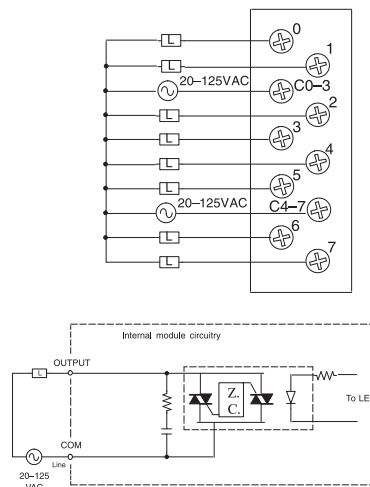 L 0
L 1
20–125VAC C0–3
L 2
L 3
L 4
L 5
20–125VAC C4–7
L 6
L 7
Internal module circuitry
OUTPUT
L
Z.
C.
To LE
COM
Line
20–125
VAC